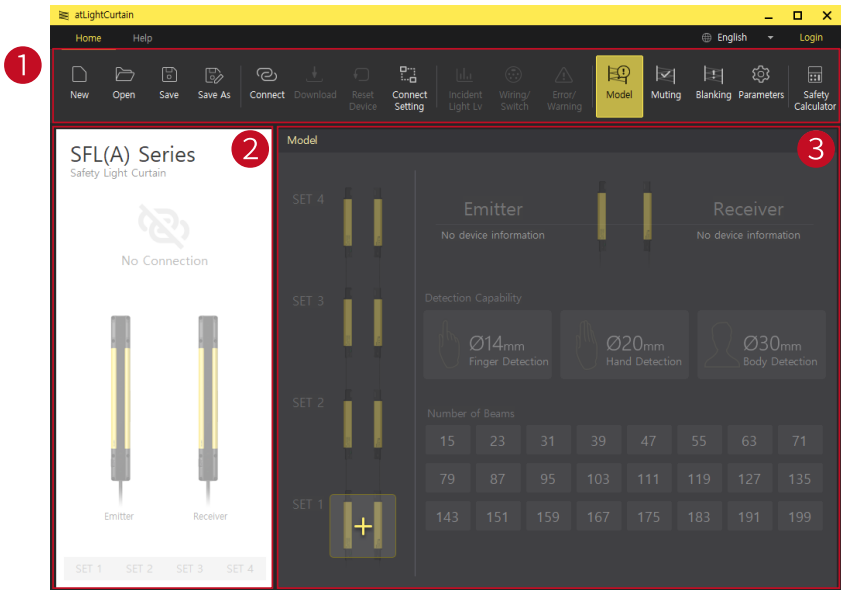 atLightCurtain
Home Help English Login
1
New Open Save Save As Connect Download Reset Device Connect Setting Incident Light Lv Wiring/ Switch Error/ Warning Model Muting Blanking Parameters Safety Calculator
SFL(A) Series 2
Safety Light Curtain
No Connection
Emitter Receiver
SET 1 SET 2 SET 3 SET 4
Model 3
SET 4
SET 3
SET 2
SET 1
Emitter Receiver
No device information No device information
Detection Capability
Ø14mm Ø20mm Ø30mm
Finger Detection Hand Detection Body Detection
Number of Beams
15 23 31 39 47 55 63 71
79 87 95 103 111 119 127 135
143 151 159 167 175 183 191 199